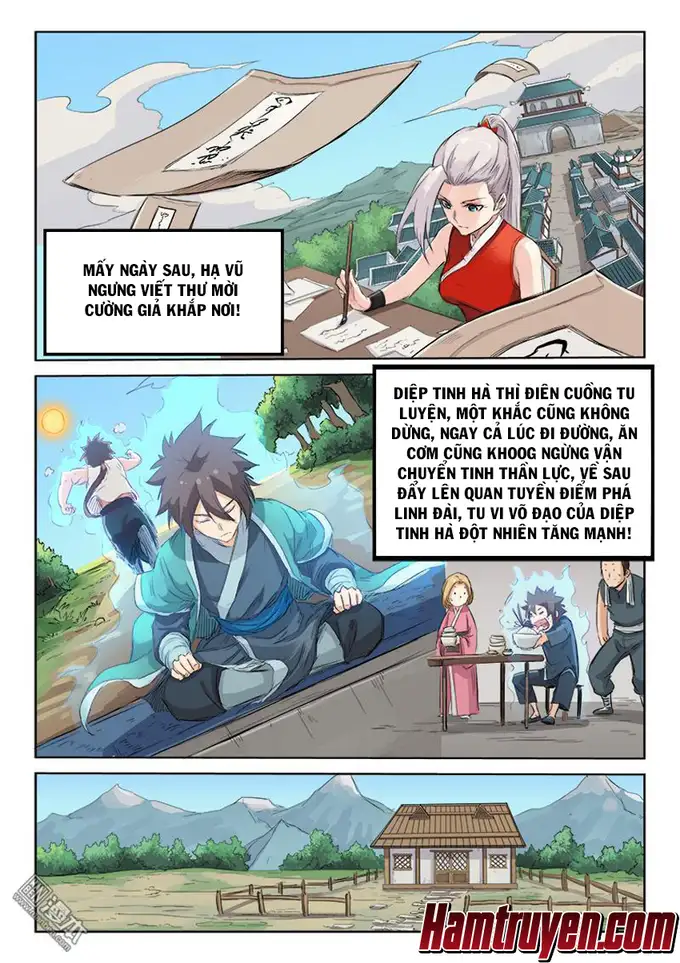 MẤY NGÀY SAU, HẠ VŨ
NGƯNG VIẾT THƯ MỜI
CƯỜNG GIẢ KHẮP NƠI!
DIỆP TINH HÀ THÌ ĐIÊN CUỒNG TU
LUYỆN, MỘT KHẮC CŨNG KHÔNG
DỪNG, NGAY CẢ LÚC ĐI ĐƯỜNG, ĂN
CƠM CŨNG KHOOG NGỪNG VẬN
CHUYỂN TINH THẦN LỰC, VỀ SAU
ĐẨY LÊN QUAN TUYỀN ĐIỂM PHÁ
LINH ĐÀI, TU VI VÕ ĐẠO CỦA DIỆP
TINH HÀ ĐỘT NHIÊN TĂNG MẠNH!
Hamtruyen.com